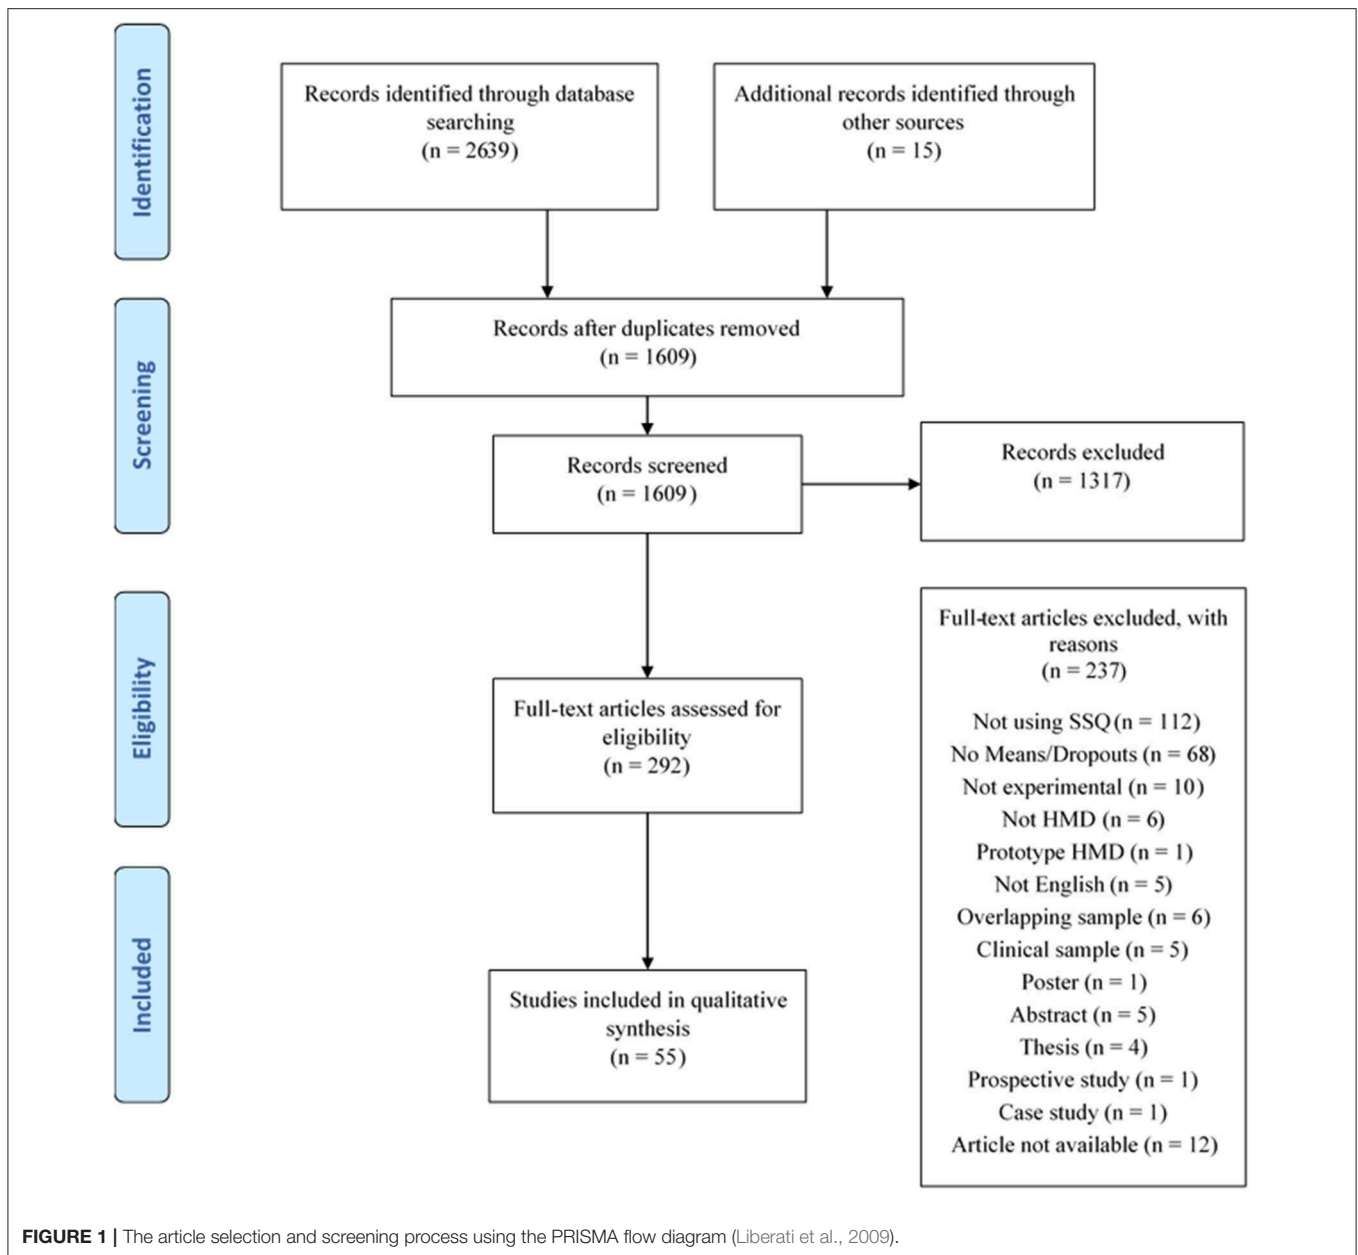 Identification
Records identified through database
searching
(n = 2639)
Additional records identified through
other sources
(n = 15)
Screening
Records after duplicates removed
(n = 1609)
Records screened
(n = 1609)
Records excluded
(n = 1317)
Eligibility
Full-text articles assessed for
eligibility
(n = 292)
Full-text articles excluded, with
reasons
(n = 237)
Not using SSQ (n = 112)
No Means/Dropouts (n = 68)
Not experimental (n = 10)
Not HMD (n = 6)
Prototype HMD (n = 1)
Not English (n = 5)
Overlapping sample (n = 6)
Clinical sample (n = 5)
Poster (n = 1)
Abstract (n = 5)
Thesis (n = 4)
Prospective study (n = 1)
Case study (n = 1)
Article not available (n = 12)
Included
Studies included in qualitative
synthesis
(n = 55)
FIGURE 1 | The article selection and screening process using the PRISMA flow diagram (Liberati et al., 2009).